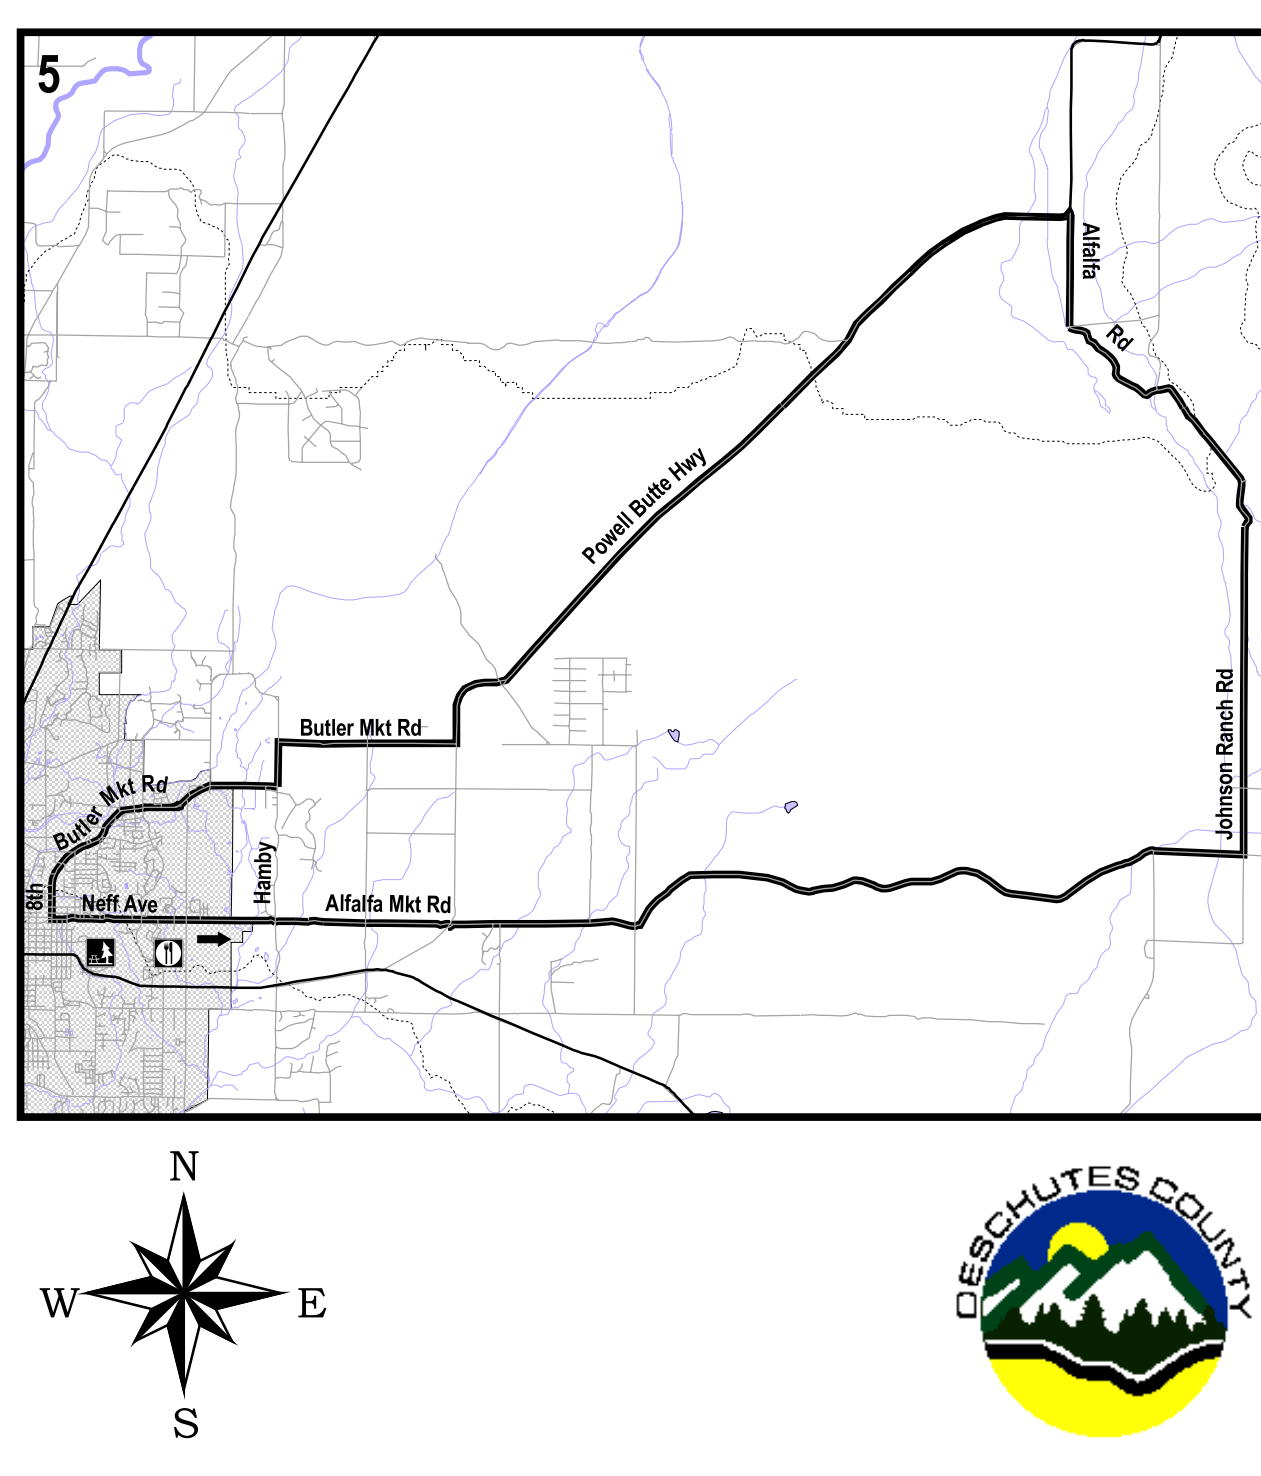 5
Alfalfa
Rd
Powell Butte Hwy
Johnson Ranch Rd
Butler Mkt Rd
Butler Mkt Rd
Hamby
8th
Neff Ave
Alfalfa Mkt Rd
N
W
E
S
DESCHUTES COUNTY